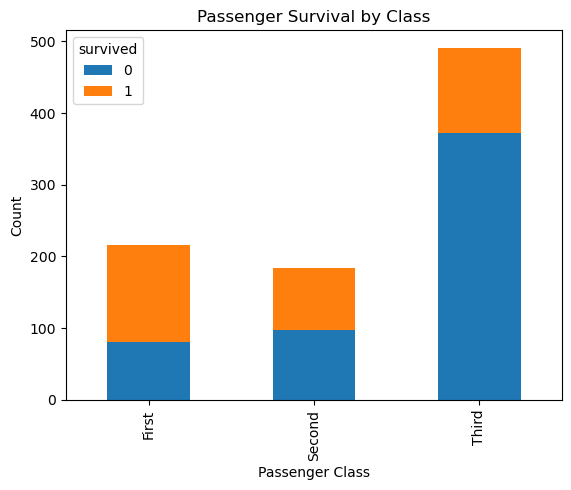 Passenger Survival by Class
survived
0
1
500
400
300
200
100
0
Count
First
Second
Third
Passenger Class